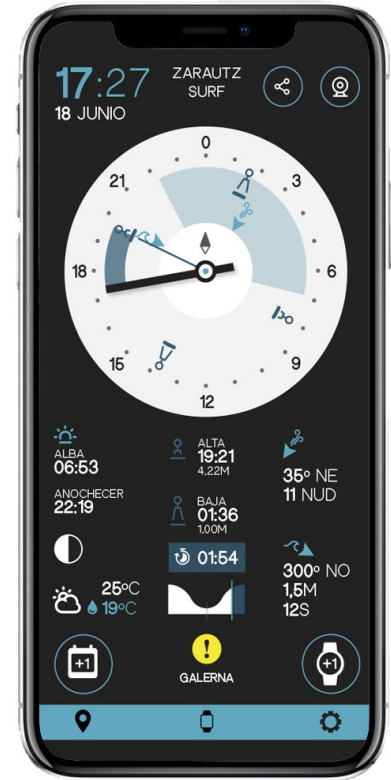 17:27
ZARAUTZ
SURF
18 JUNIO
0
21
3
18
6
15
9
12
ALBA
06:53
ANOCHECER
22:19
25ºC
19ºC
ALTA
19:21
4,22M
BAJA
01:36
1,00M
01:54
GALERNA
35º NE
11 NUD
300º NO
1,5M
12S
+1
+1